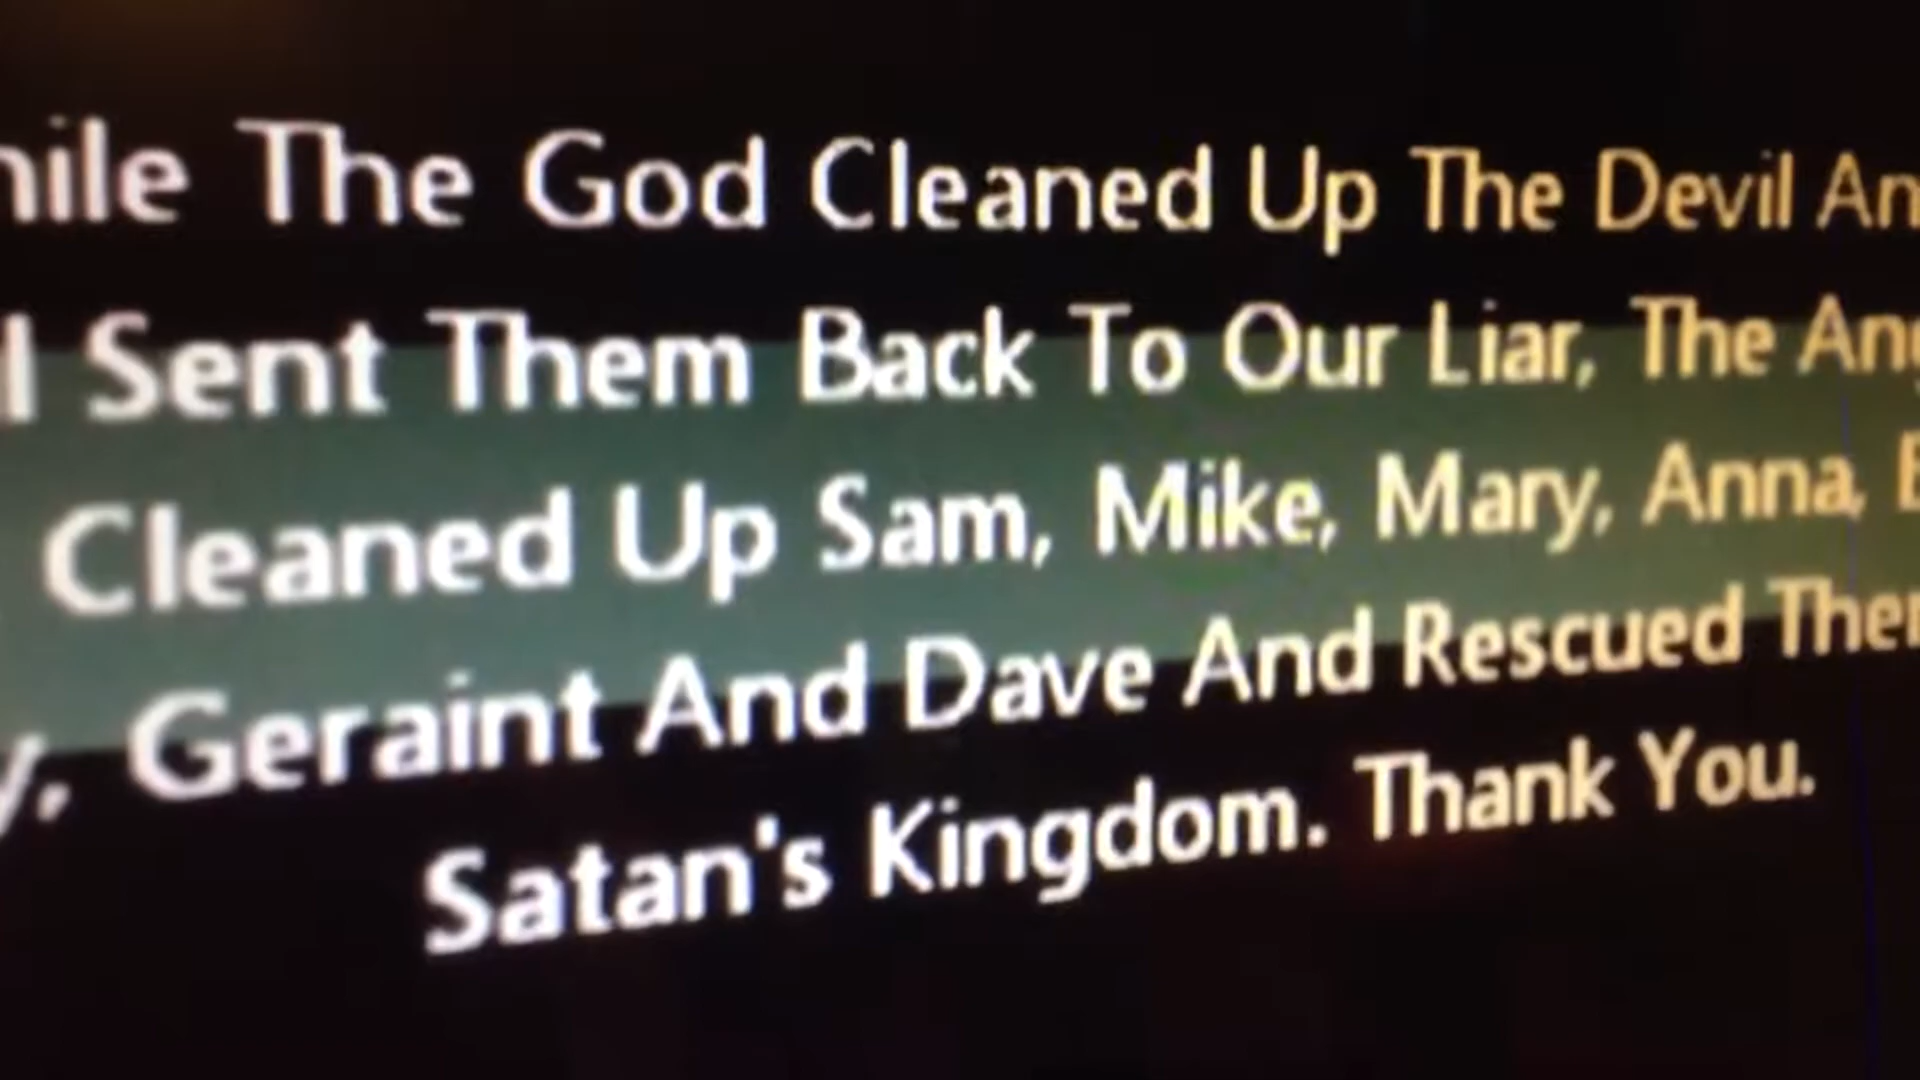 The God Cleaned Up The Devil
Sent Them Back To Our Liar, The
Cleaned Up Sam, Mike, Mary, Anna,
Geraint And Dave And Rescued
Satan's Kingdom. Thank You.